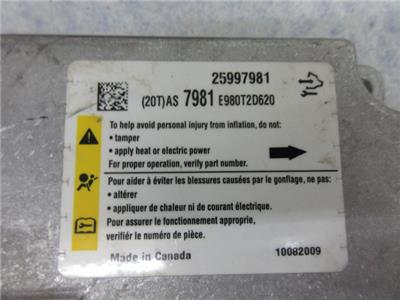 25997981
(20T)AS 7981 E980T2D620
To help avoid personal injury from inflation, do not:
• tamper
• apply heat or electric power
For proper operation, verify part number.
Pour aider à éviter les blessures causées par le gonflage, ne pas:
• altérer
• appliquer de chaleur ni de courant électrique.
Pour assurer le fonctionnement approprie,
vérifier le numéro de pièce.
Made in Canada 10082009